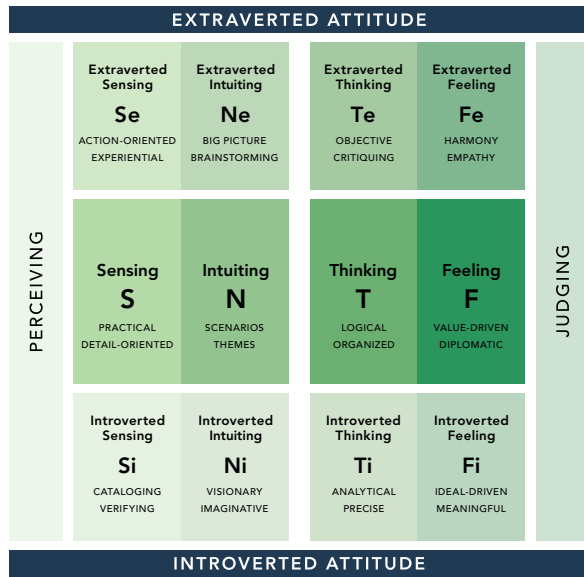 EXTRAVERTED ATTITUDE
PERCEIVING
Extraverted
Sensing
Se
ACTION-ORIENTED
EXPERIENTIAL
Extraverted
Intuiting
Ne
BIG PICTURE
BRAINSTORMING
Extraverted
Thinking
Te
OBJECTIVE
CRITIQUING
Extraverted
Feeling
Fe
HARMONY
EMPATHY
Sensing
S
PRACTICAL
DETAIL-ORIENTED
Intuiting
N
SCENARIOS
THEMES
Thinking
T
LOGICAL
ORGANIZED
Feeling
F
VALUE-DRIVEN
DIPLOMATIC
Introverted
Sensing
Si
CATALOGING
VERIFYING
Introverted
Intuiting
Ni
VISIONARY
IMAGINATIVE
Introverted
Thinking
Ti
ANALYTICAL
PRECISE
Introverted
Feeling
Fi
IDEAL-DRIVEN
MEANINGFUL
JUDGING
INTROVERTED ATTITUDE